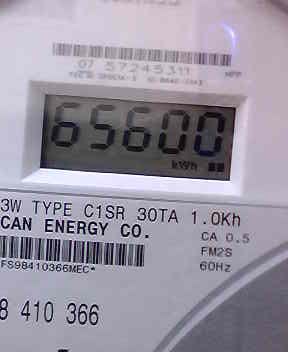 07 57245311
65600
kWh
3W TYPE C1SR 30TA 1.0Kh
CAN ENERGY CO.
CA 0.5
FM2S
60Hz
FS98410366MEC*
8 410 366